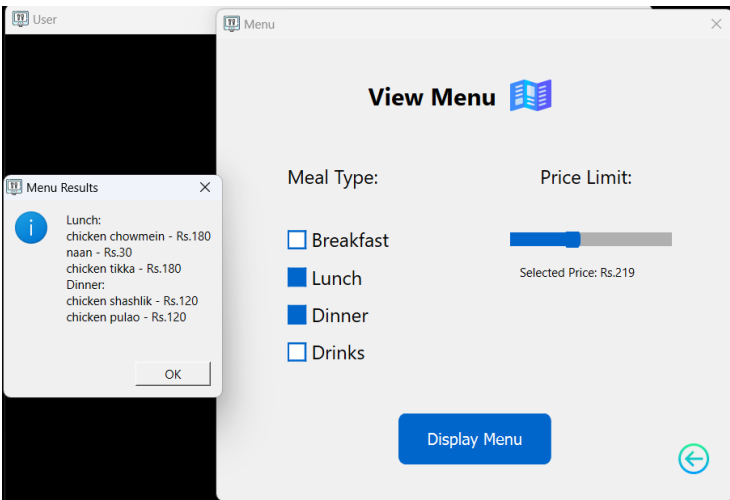 User
Menu
View Menu
Meal Type:
Price Limit:
Breakfast
Lunch
Dinner
Drinks
Selected Price: Rs.219
Display Menu
Menu Results
Lunch:
chicken chowmein - Rs.180
naan - Rs.30
chicken tikka - Rs.180
Dinner:
chicken shashlik - Rs.120
chicken pulao - Rs.120
OK